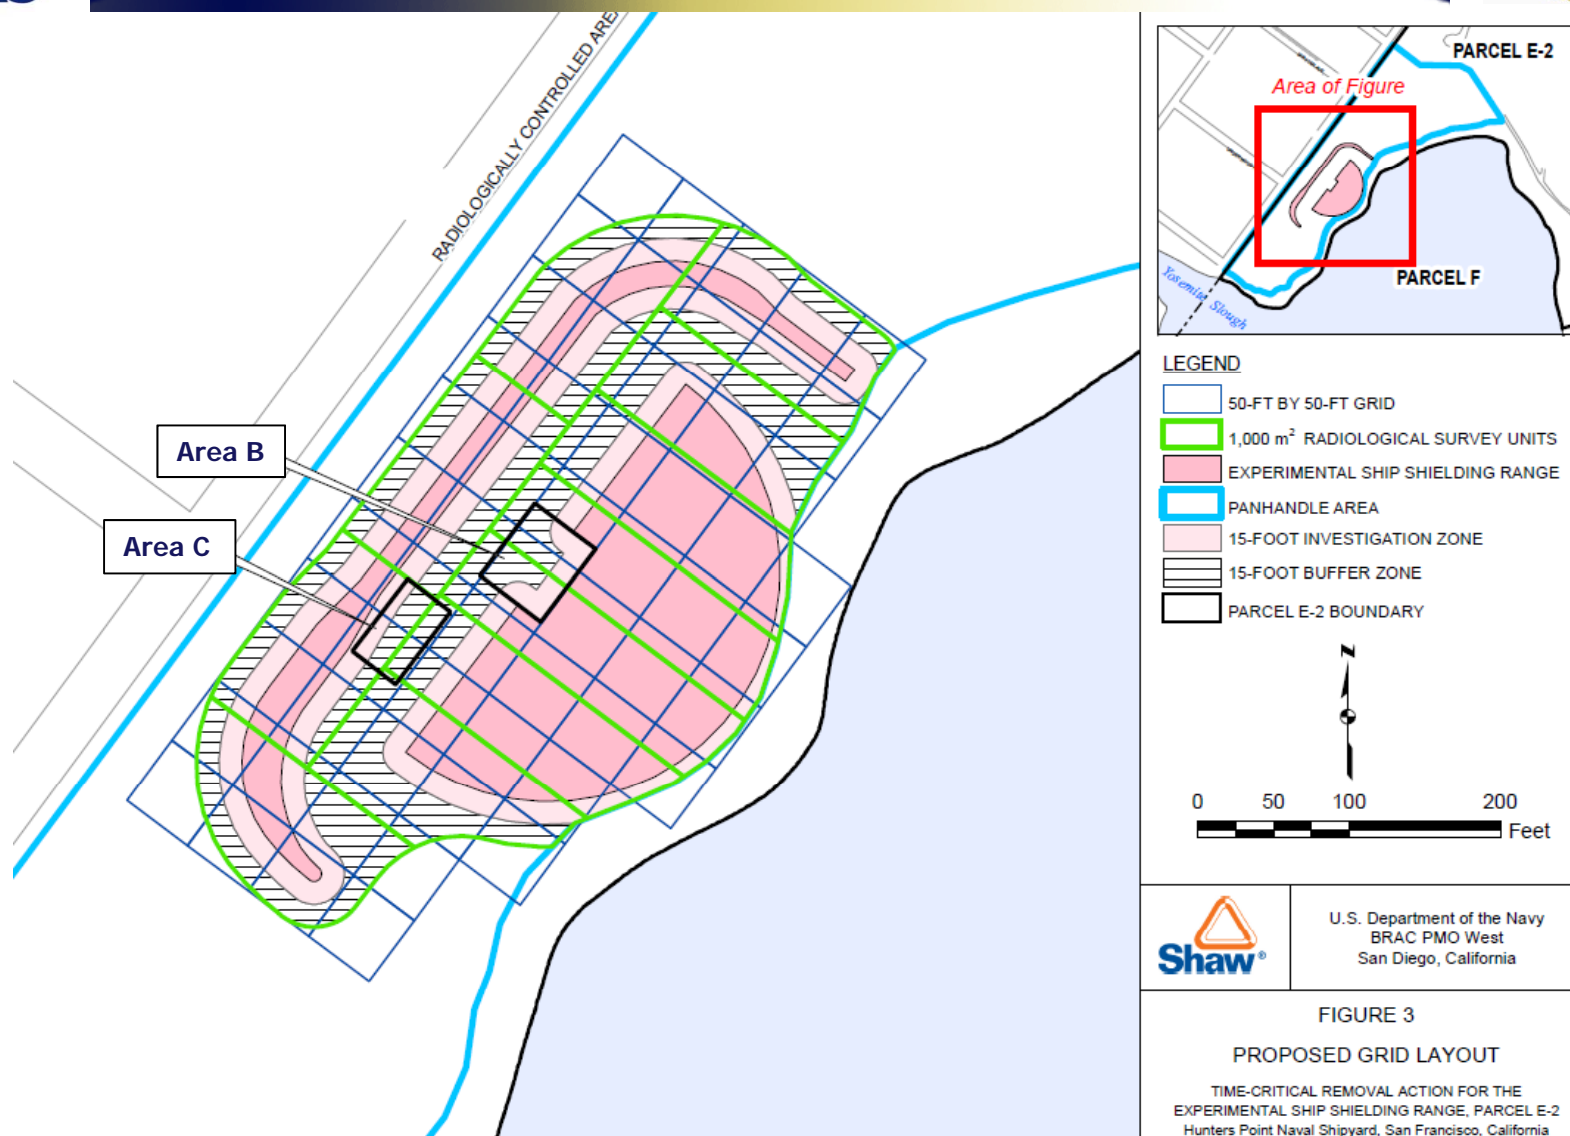 RADIOLOGICALLY CONTROLLED AREA
Area B
Area C
PARCEL E-2
Area of Figure
PARCEL F
Yosemite Slough
LEGEND
50-FT BY 50-FT GRID
1,000 m² RADIOLOGICAL SURVEY UNITS
EXPERIMENTAL SHIP SHIELDING RANGE
PANHANDLE AREA
15-FOOT INVESTIGATION ZONE
15-FOOT BUFFER ZONE
PARCEL E-2 BOUNDARY
N
0 50 100 200
Feet
Shaw®
U.S. Department of the Navy
BRAC PMO West
San Diego, California
FIGURE 3
PROPOSED GRID LAYOUT
TIME-CRITICAL REMOVAL ACTION FOR THE
EXPERIMENTAL SHIP SHIELDING RANGE, PARCEL E-2
Hunters Point Naval Shipyard, San Francisco, California